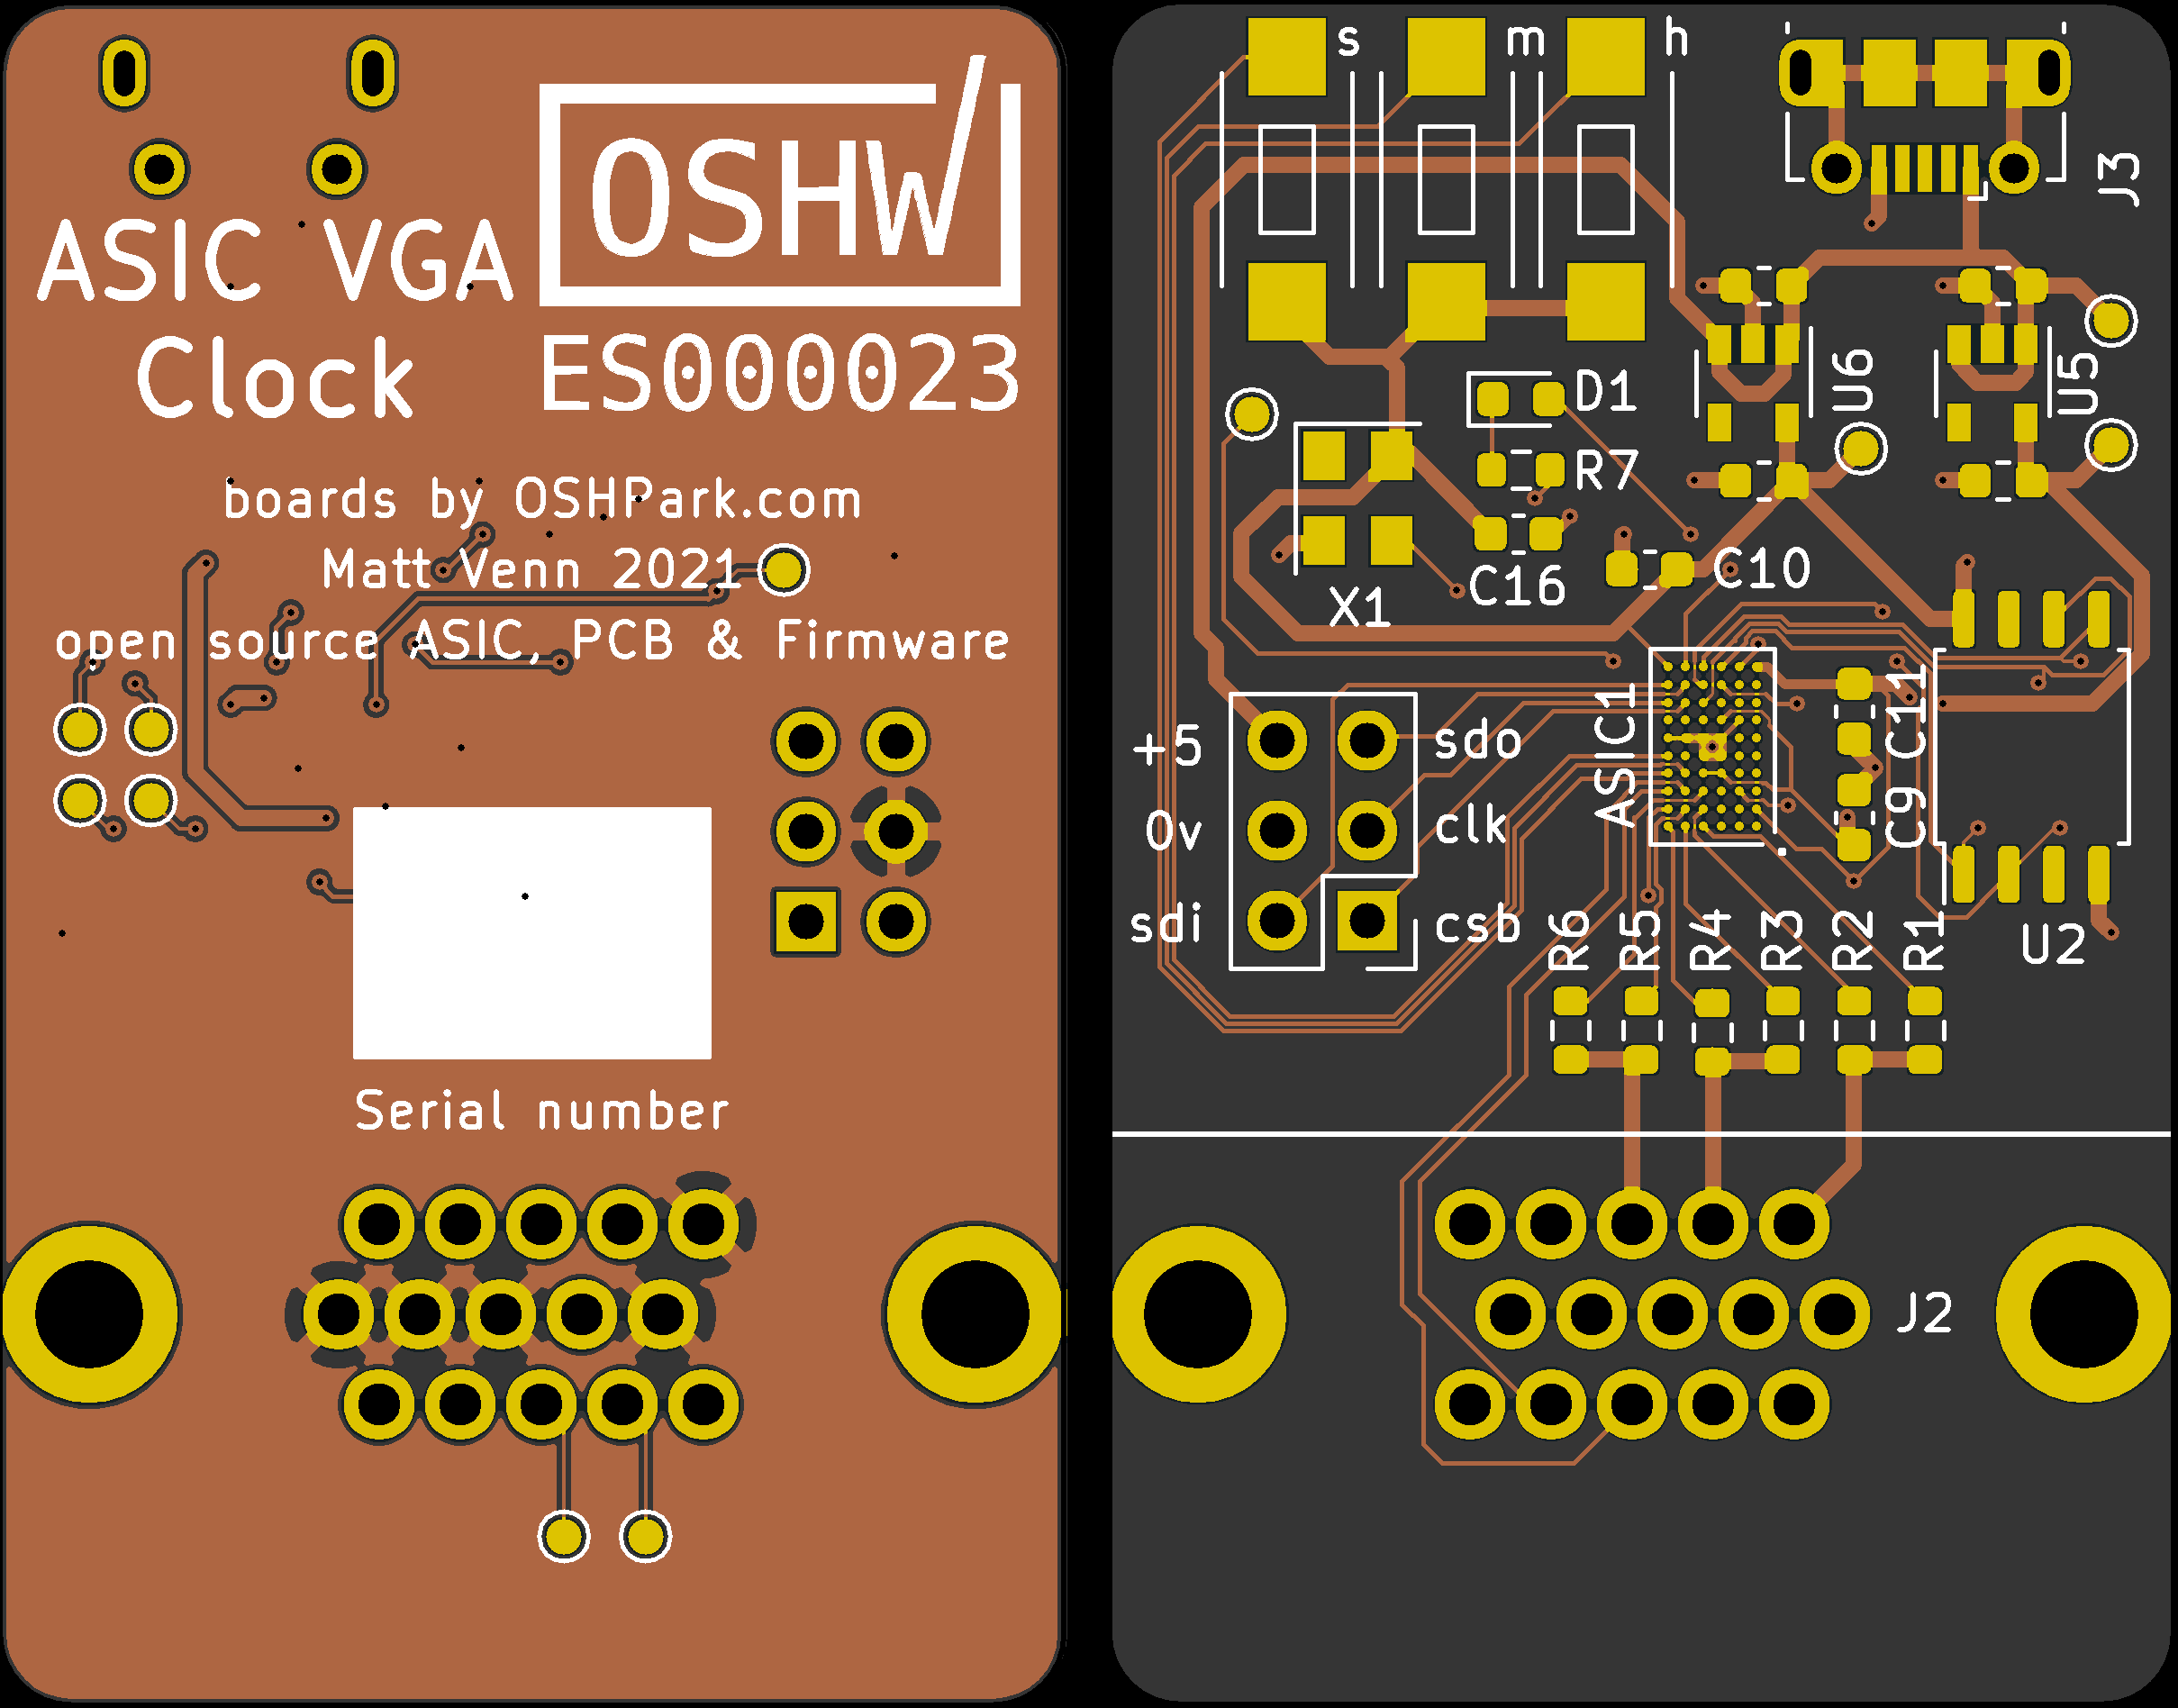 OSHW
ASIC VGA
Clock
ES000023
boards by OSHPark.com
Matt Venn 2021
open source ASIC, PCB & Firmware
Serial number
s
m
h
J3
D1
U6
U5
R7
C16
C10
X1
ASIC1
C11
C9
+5
sdo
0v
clk
sdi
csb
R6
R5
R4
R3
R2
R1
U2
J2